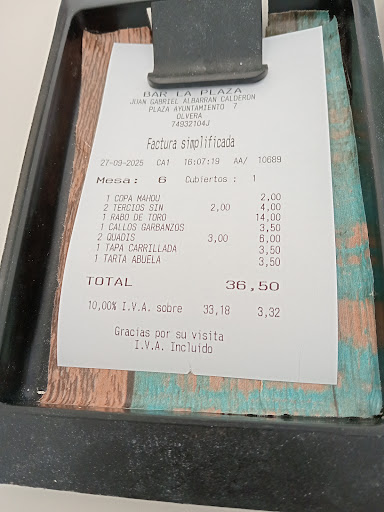 BAR LA PLAZA
JUAN GABRIEL ALBARRAN CALDERON
PLAZA AYUNTAMIENTO 7
OLVERA
74932104J
Factura simplificada
27-09-2025 CA1 16:07:19 AA/ 10689
Mesa: 6 Cubiertos : 1
1 COPA MAHOU 2,00
2 TERCIOS SIN 2,00 4,00
1 RABO DE TORO 14,00
1 CALLOS GARBANZOS 3,50
2 QUADIS 3,00 6,00
1 TAPA CARRILLADA 3,50
1 TARTA ABUELA 3,50
TOTAL 36,50
10,00% I.V.A. sobre 33,18 3,32
Gracias por su visita
I.V.A. Incluido